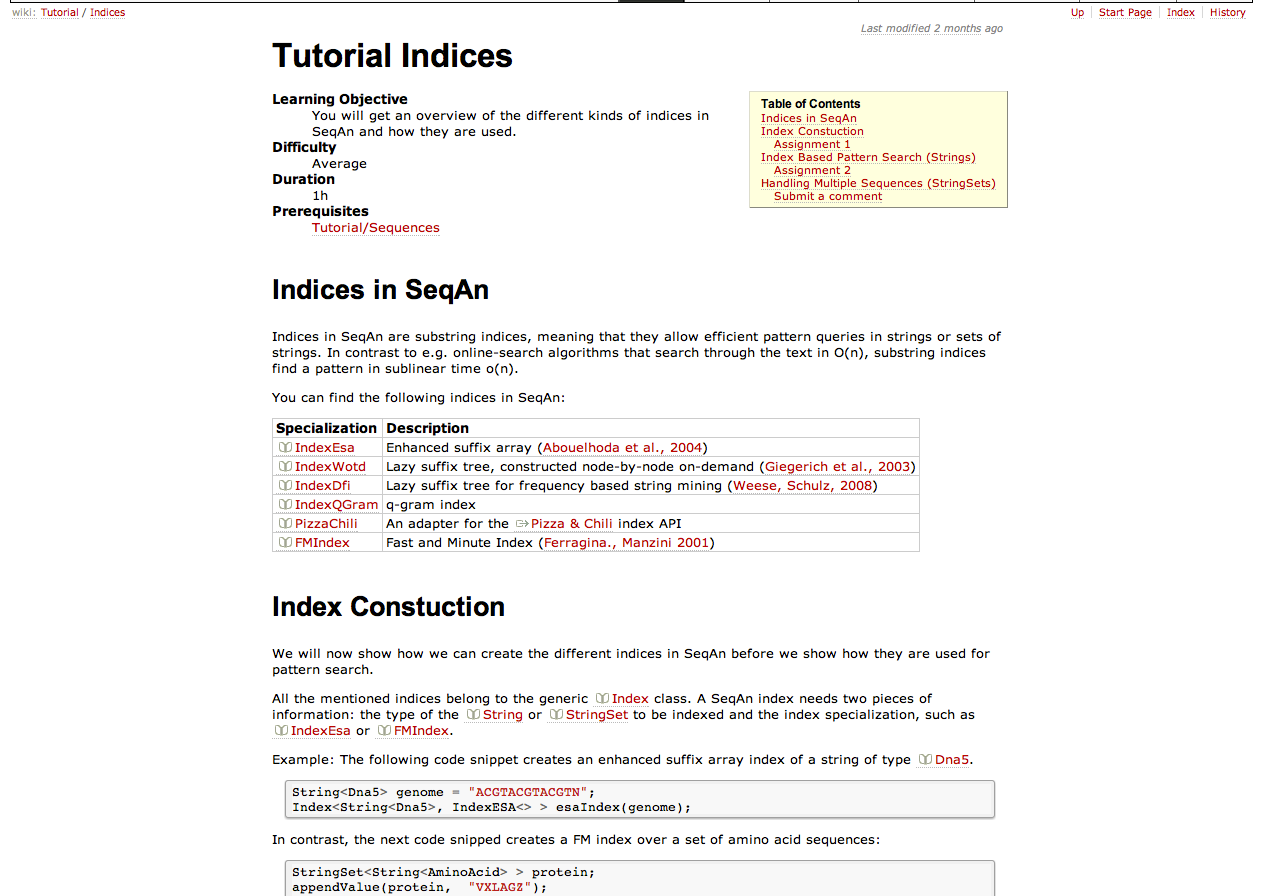 wiki: Tutorial / Indices
Up Start Page Index History
Last modified 2 months ago
Tutorial Indices
Learning Objective
You will get an overview of the different kinds of indices in
SeqAn and how they are used.
Difficulty
Average
Duration
1h
Prerequisites
Tutorial/Sequences
Table of Contents
Indices in SeqAn
Index Constuction
Assignment 1
Index Based Pattern Search (Strings)
Assignment 2
Handling Multiple Sequences (StringSets)
Submit a comment
Indices in SeqAn
Indices in SeqAn are substring indices, meaning that they allow efficient pattern queries in strings or sets of
strings. In contrast to e.g. online-search algorithms that search through the text in O(n), substring indices
find a pattern in sublinear time o(n).
You can find the following indices in SeqAn:
Specialization Description
IndexEsa Enhanced suffix array (Abouelhoda et al., 2004)
IndexWotd Lazy suffix tree, constructed node-by-node on-demand (Giegerich et al., 2003)
IndexDfi Lazy suffix tree for frequency based string mining (Weese, Schulz, 2008)
IndexQGram q-gram index
PizzaChili An adapter for the Pizza & Chili index API
FMIndex Fast and Minute Index (Ferragina., Manzini 2001)
Index Constuction
We will now show how we can create the different indices in SeqAn before we show how they are used for
pattern search.
All the mentioned indices belong to the generic Index class. A SeqAn index needs two pieces of
information: the type of the String or StringSet to be indexed and the index specialization, such as
IndexEsa or FMIndex.
Example: The following code snippet creates an enhanced suffix array index of a string of type Dna5.
String<Dna5> genome = "ACGTACGTACGTN";
Index<String<Dna5>, IndexESA<> > esaIndex(genome);
In contrast, the next code snipped creates a FM index over a set of amino acid sequences:
StringSet<String<AminoAcid> > protein;
appendValue(protein, "VXLAGZ");